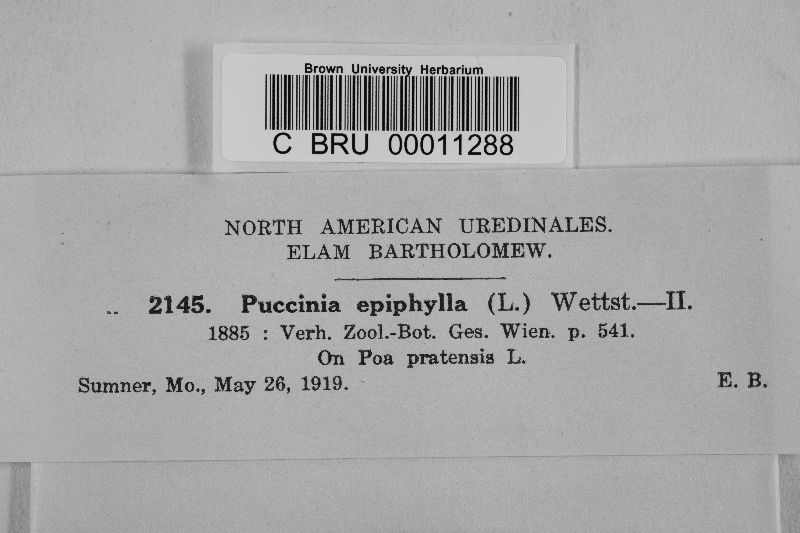 Brown University Herbarium
C BRU 00011288
NORTH AMERICAN UREDINALES.
ELAM BARTHOLOMEW.
2145. Puccinia epiphylla (L.) Wettst.—II.
1885 : Verh. Zool.-Bot. Ges. Wien. p. 541.
On Poa pratensis L.
Sumner, Mo., May 26, 1919. E. B.